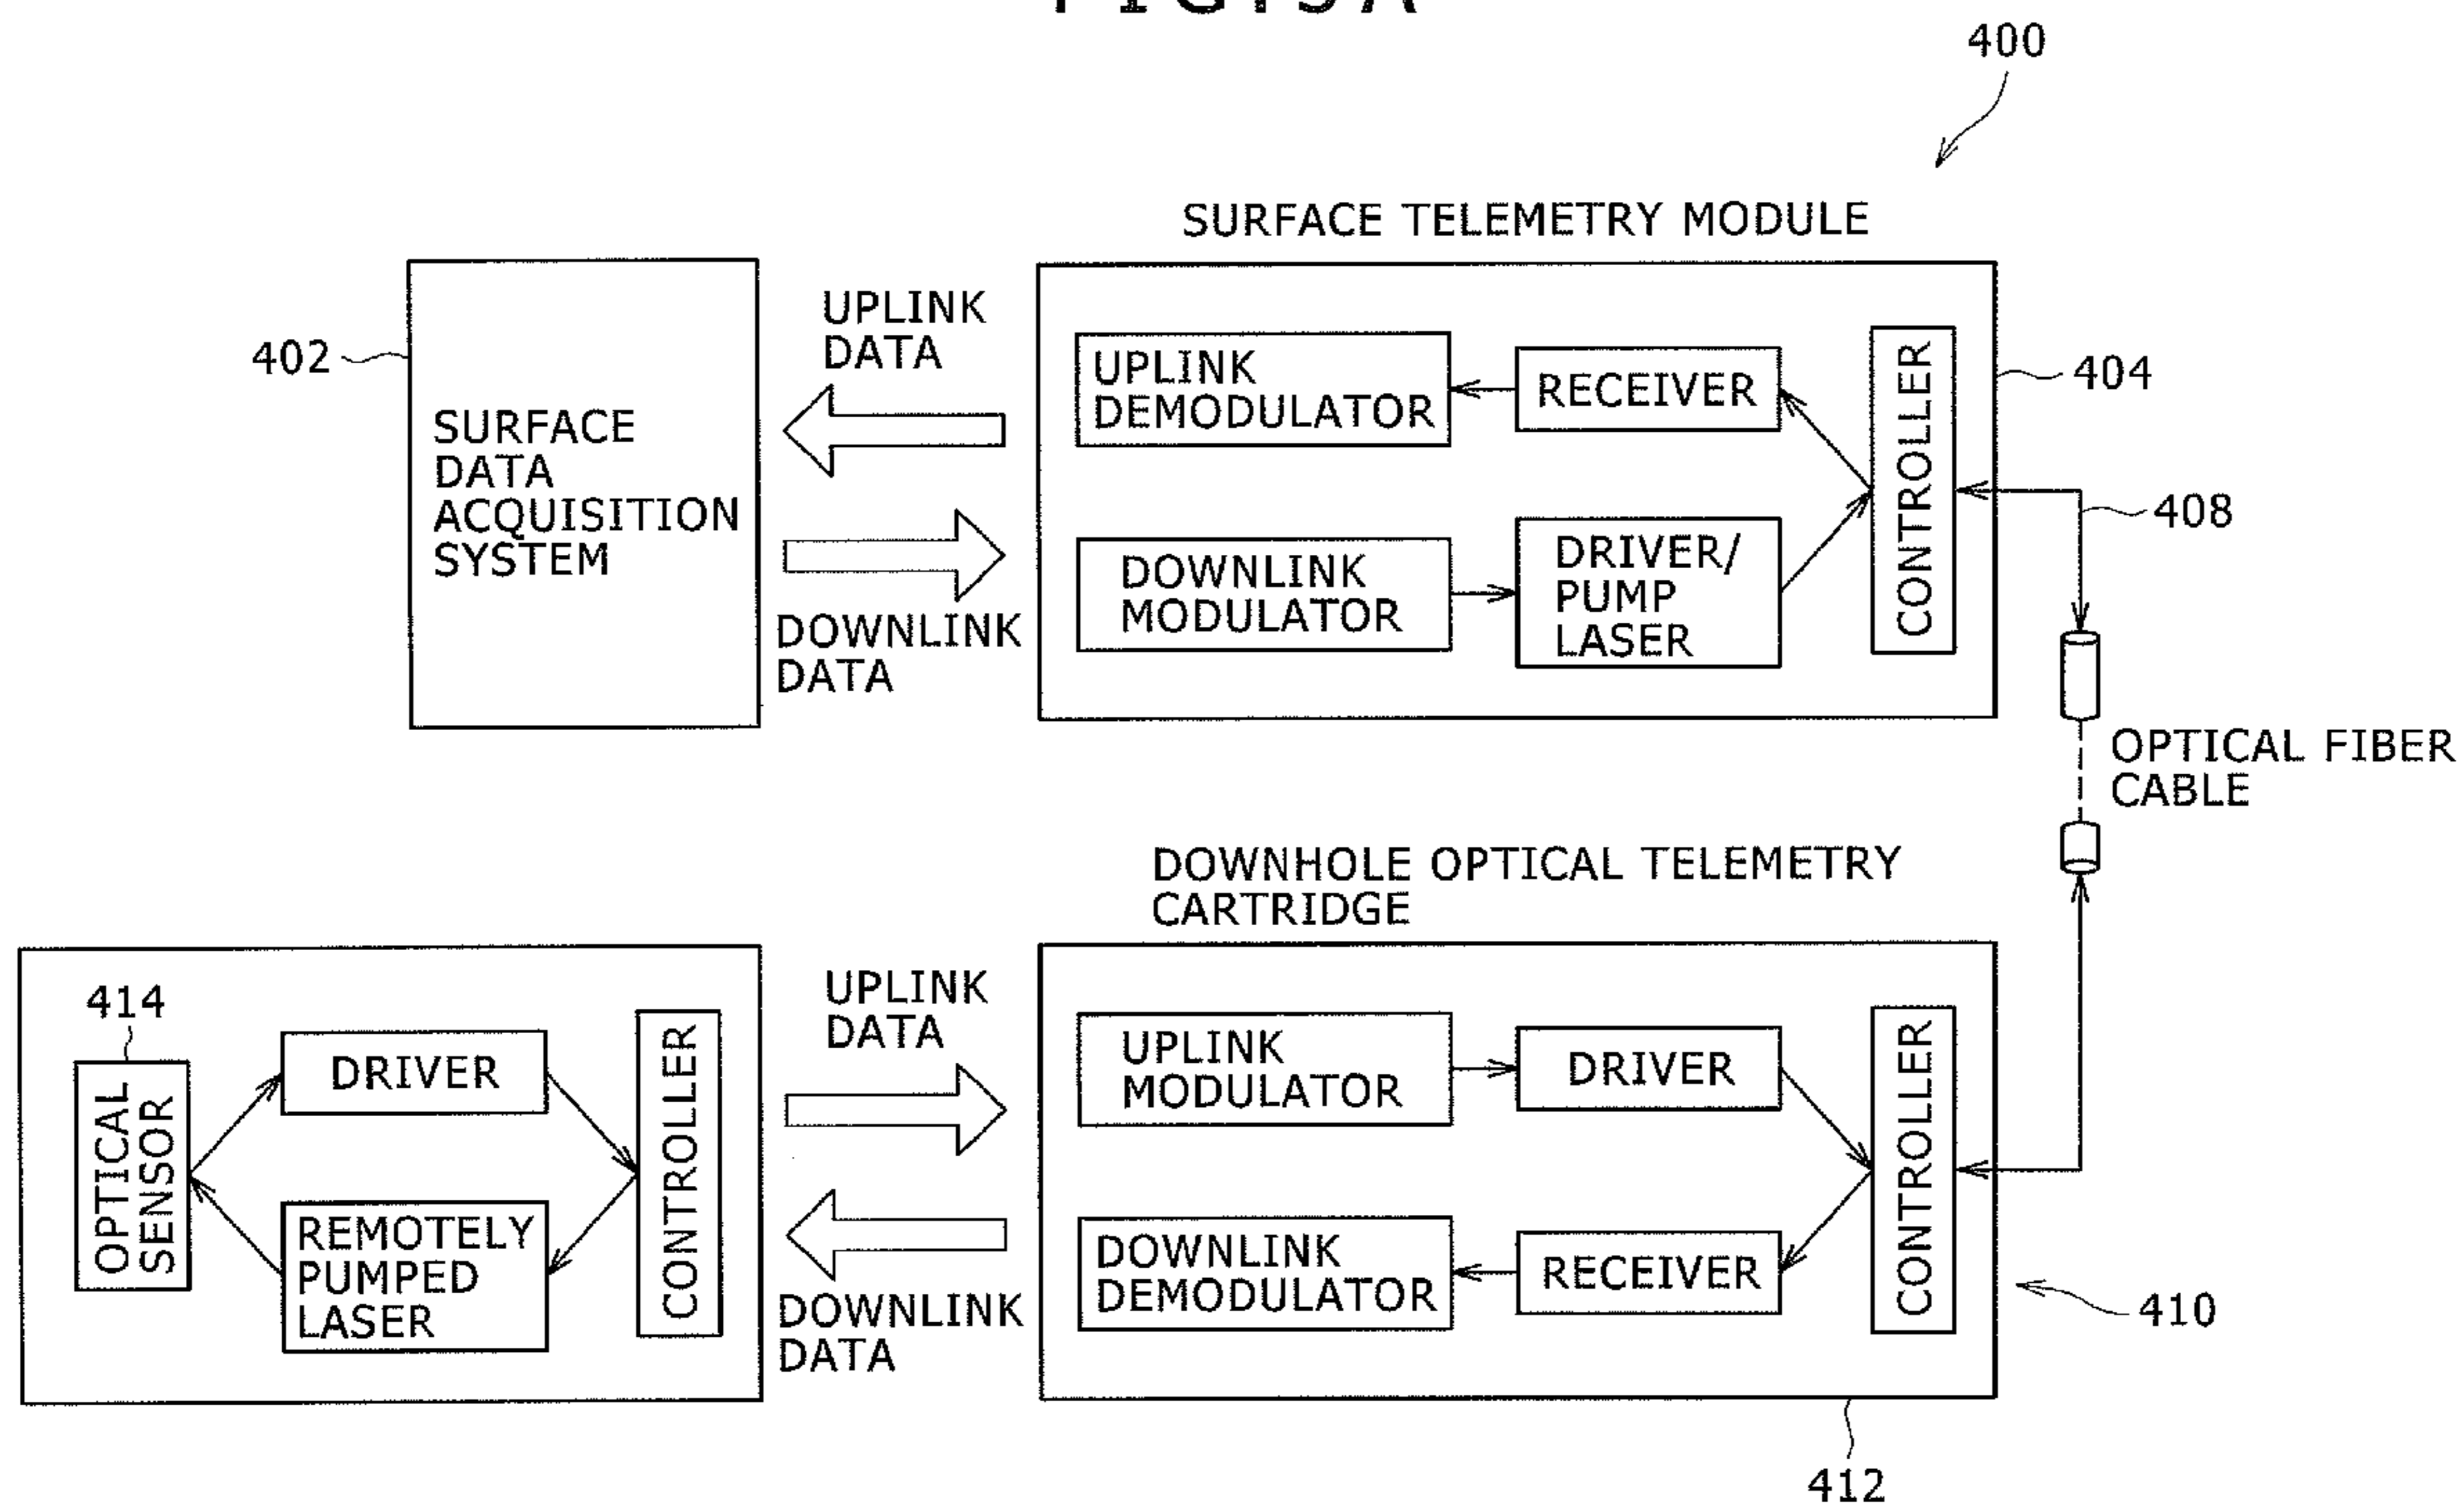 400
SURFACE TELEMETRY MODULE
402
SURFACE
DATA
ACQUISITION
SYSTEM
UPLINK
DATA
DOWNLINK
DATA
UPLINK
DEMODULATOR
RECEIVER
DOWNLINK
MODULATOR
DRIVER/
PUMP
LASER
CONTROLLER
404
408
OPTICAL FIBER
CABLE
DOWNHOLE OPTICAL TELEMETRY
CARTRIDGE
414
OPTICAL
SENSOR
DRIVER
REMOTELY
PUMPED
LASER
CONTROLLER
UPLINK
DATA
DOWNLINK
DATA
UPLINK
MODULATOR
DRIVER
DOWNLINK
DEMODULATOR
RECEIVER
CONTROLLER
410
412